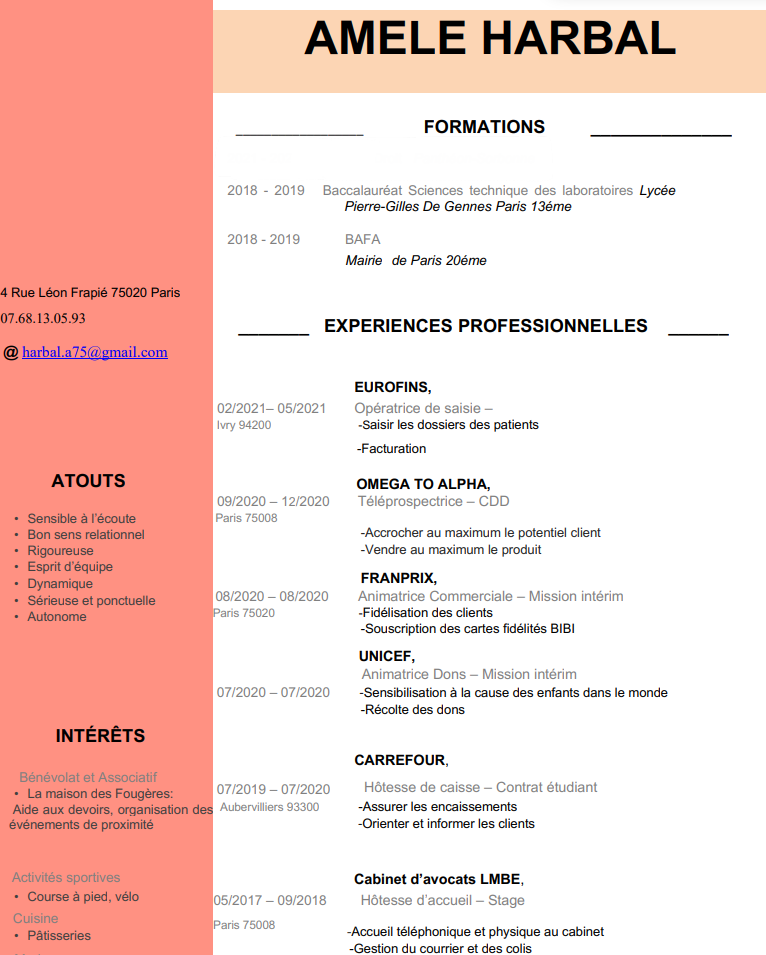 AMELE HARBAL
4 Rue Léon Frapié 75020 Paris
07.68.13.05.93
@ harbal.a75@gmail.com
ATOUTS
• Sensible à l'écoute
• Bon sens relationnel
• Rigoureuse
• Esprit d'équipe
• Dynamique
• Sérieuse et ponctuelle
• Autonome
INTÉRÊTS
Bénévolat et Associatif
• La maison des Fougères:
Aide aux devoirs, organisation des
événements de proximité
Activités sportives
• Course à pied, vélo
Cuisine
• Pâtisseries
FORMATIONS
2018 - 2019 Baccalauréat Sciences technique des laboratoires Lycée
Pierre-Gilles De Gennes Paris 13éme
2018 - 2019 BAFA
Mairie de Paris 20éme
EXPERIENCES PROFESSIONNELLES
EUROFINS,
02/2021– 05/2021 Opératrice de saisie –
Ivry 94200 -Saisir les dossiers des patients
-Facturation
OMEGA TO ALPHA,
09/2020 – 12/2020 Téléprospectrice – CDD
Paris 75008
-Accrocher au maximum le potentiel client
-Vendre au maximum le produit
FRANPRIX,
08/2020 – 08/2020 Animatrice Commerciale – Mission intérim
Paris 75020 -Fidélisation des clients
-Souscription des cartes fidélités BIBI
UNICEF,
Animatrice Dons – Mission intérim
07/2020 – 07/2020 -Sensibilisation à la cause des enfants dans le monde
-Récolte des dons
CARREFOUR,
07/2019 – 07/2020 Hôtesse de caisse – Contrat étudiant
Aubervilliers 93300 -Assurer les encaissements
-Orienter et informer les clients
Cabinet d'avocats LMBE,
05/2017 – 09/2018 Hôtesse d'accueil – Stage
Paris 75008
-Accueil téléphonique et physique au cabinet
-Gestion du courrier et des colis